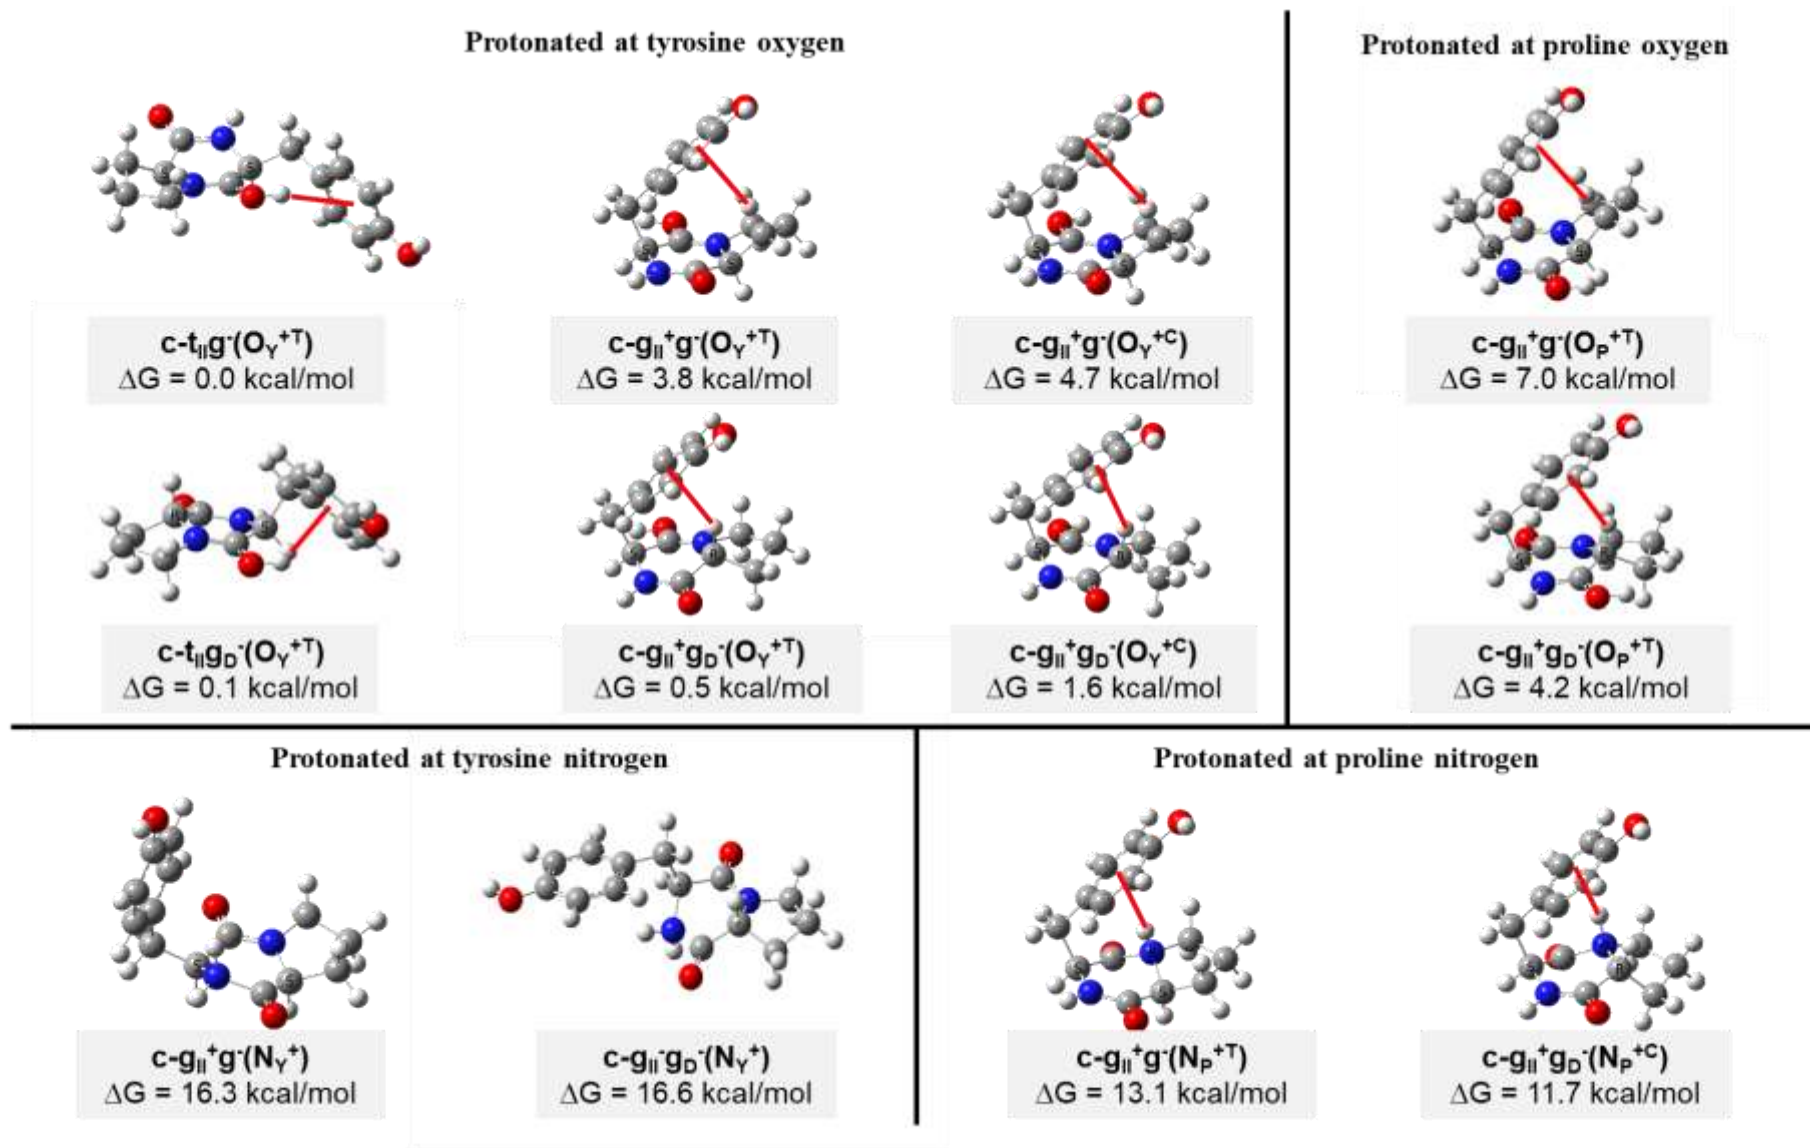 Protonated at tyrosine oxygen
Protonated at proline oxygen
c-t_II g⁻(O_Y⁺ᵀ)
ΔG = 0.0 kcal/mol
c-g_II⁺g⁻(O_Y⁺ᵀ)
ΔG = 3.8 kcal/mol
c-g_II⁺g⁻(O_Y⁺ᶜ)
ΔG = 4.7 kcal/mol
c-g_II⁺g⁻(O_P⁺ᵀ)
ΔG = 7.0 kcal/mol
c-t_II g_D⁻(O_Y⁺ᵀ)
ΔG = 0.1 kcal/mol
c-g_II⁺g_D⁻(O_Y⁺ᵀ)
ΔG = 0.5 kcal/mol
c-g_II⁺g_D⁻(O_Y⁺ᶜ)
ΔG = 1.6 kcal/mol
c-g_II⁺g_D⁻(O_P⁺ᵀ)
ΔG = 4.2 kcal/mol
Protonated at tyrosine nitrogen
Protonated at proline nitrogen
c-g_II⁺g⁻(N_Y⁺)
ΔG = 16.3 kcal/mol
c-g_II⁻g_D⁻(N_Y⁺)
ΔG = 16.6 kcal/mol
c-g_II⁺g⁻(N_P⁺ᵀ)
ΔG = 13.1 kcal/mol
c-g_II⁺g_D⁻(N_P⁺ᶜ)
ΔG = 11.7 kcal/mol